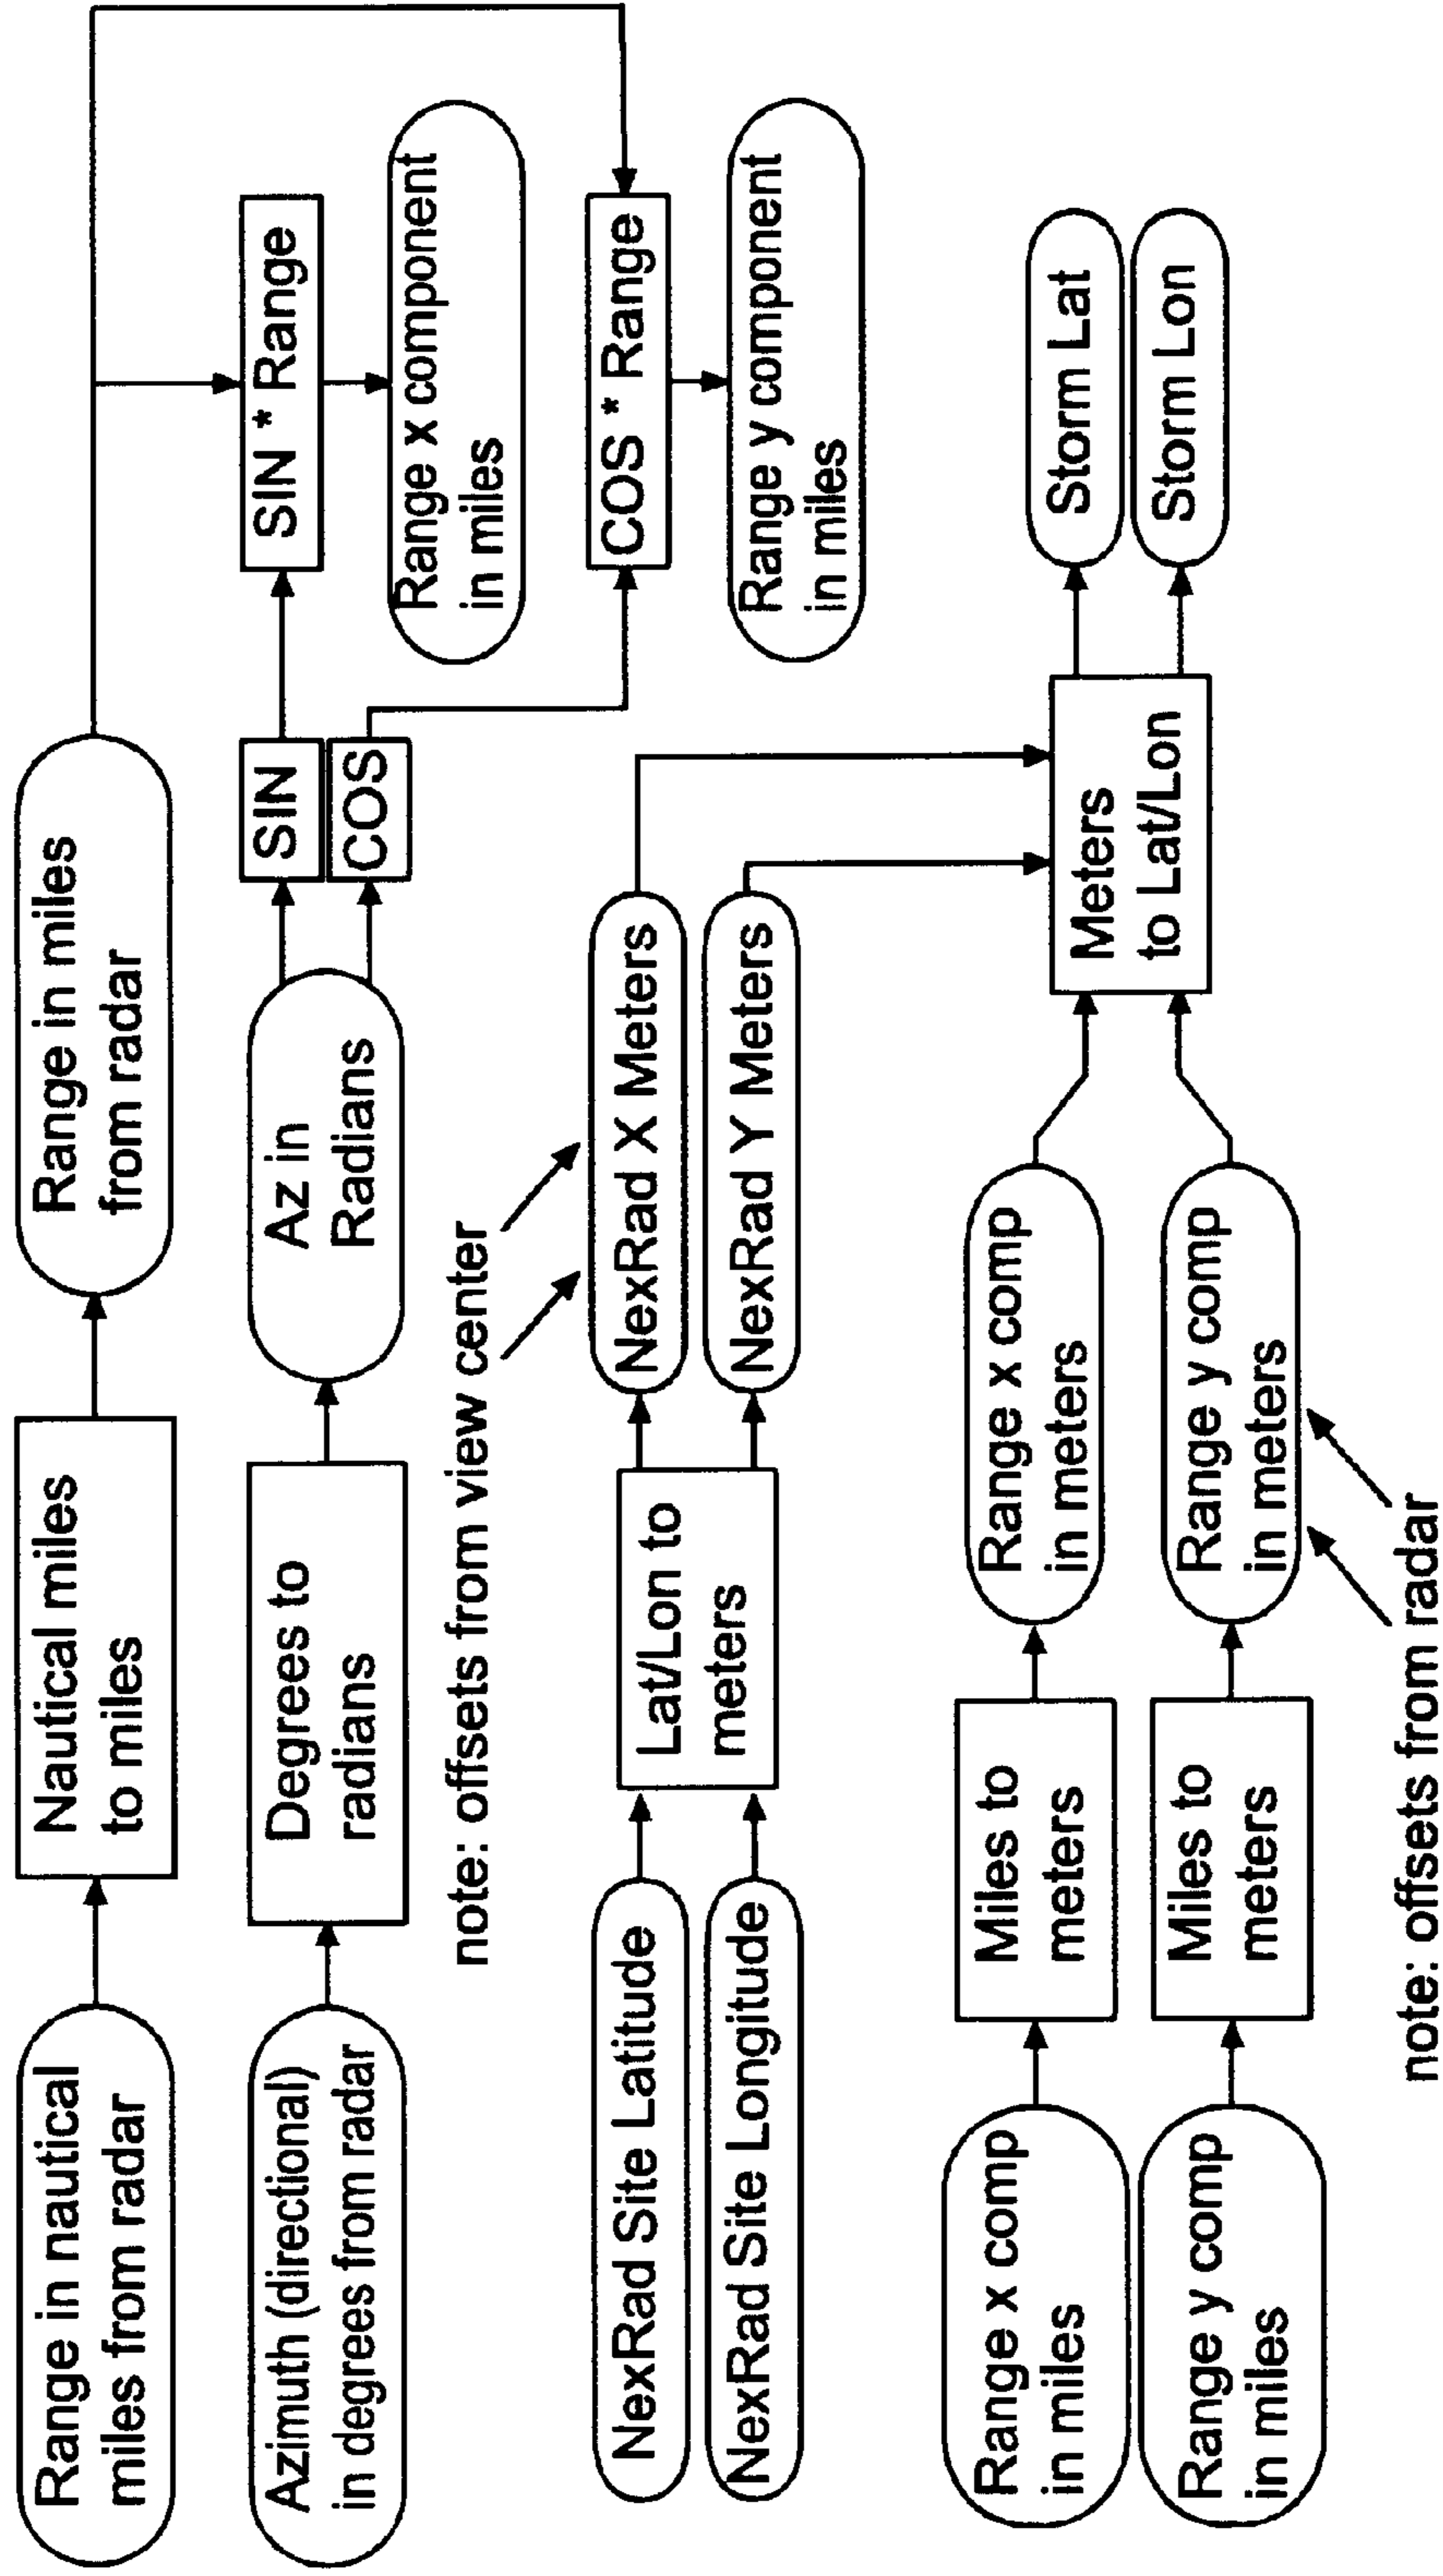 Range in nautical
miles from radar
Nautical miles
to miles
Range in miles
from radar
Azimuth (directional)
in degrees from radar
Degrees to
radians
Az in
Radians
SIN
COS
SIN * Range
Range x component
in miles
COS * Range
Range y component
in miles
note: offsets from view center
NexRad Site Latitude
NexRad Site Longitude
Lat/Lon to
meters
NexRad X Meters
NexRad Y Meters
Range x comp
in miles
Range y comp
in miles
Miles to
meters
Miles to
meters
Range x comp
in meters
Range y comp
in meters
Meters
to Lat/Lon
Storm Lat
Storm Lon
note: offsets from radar